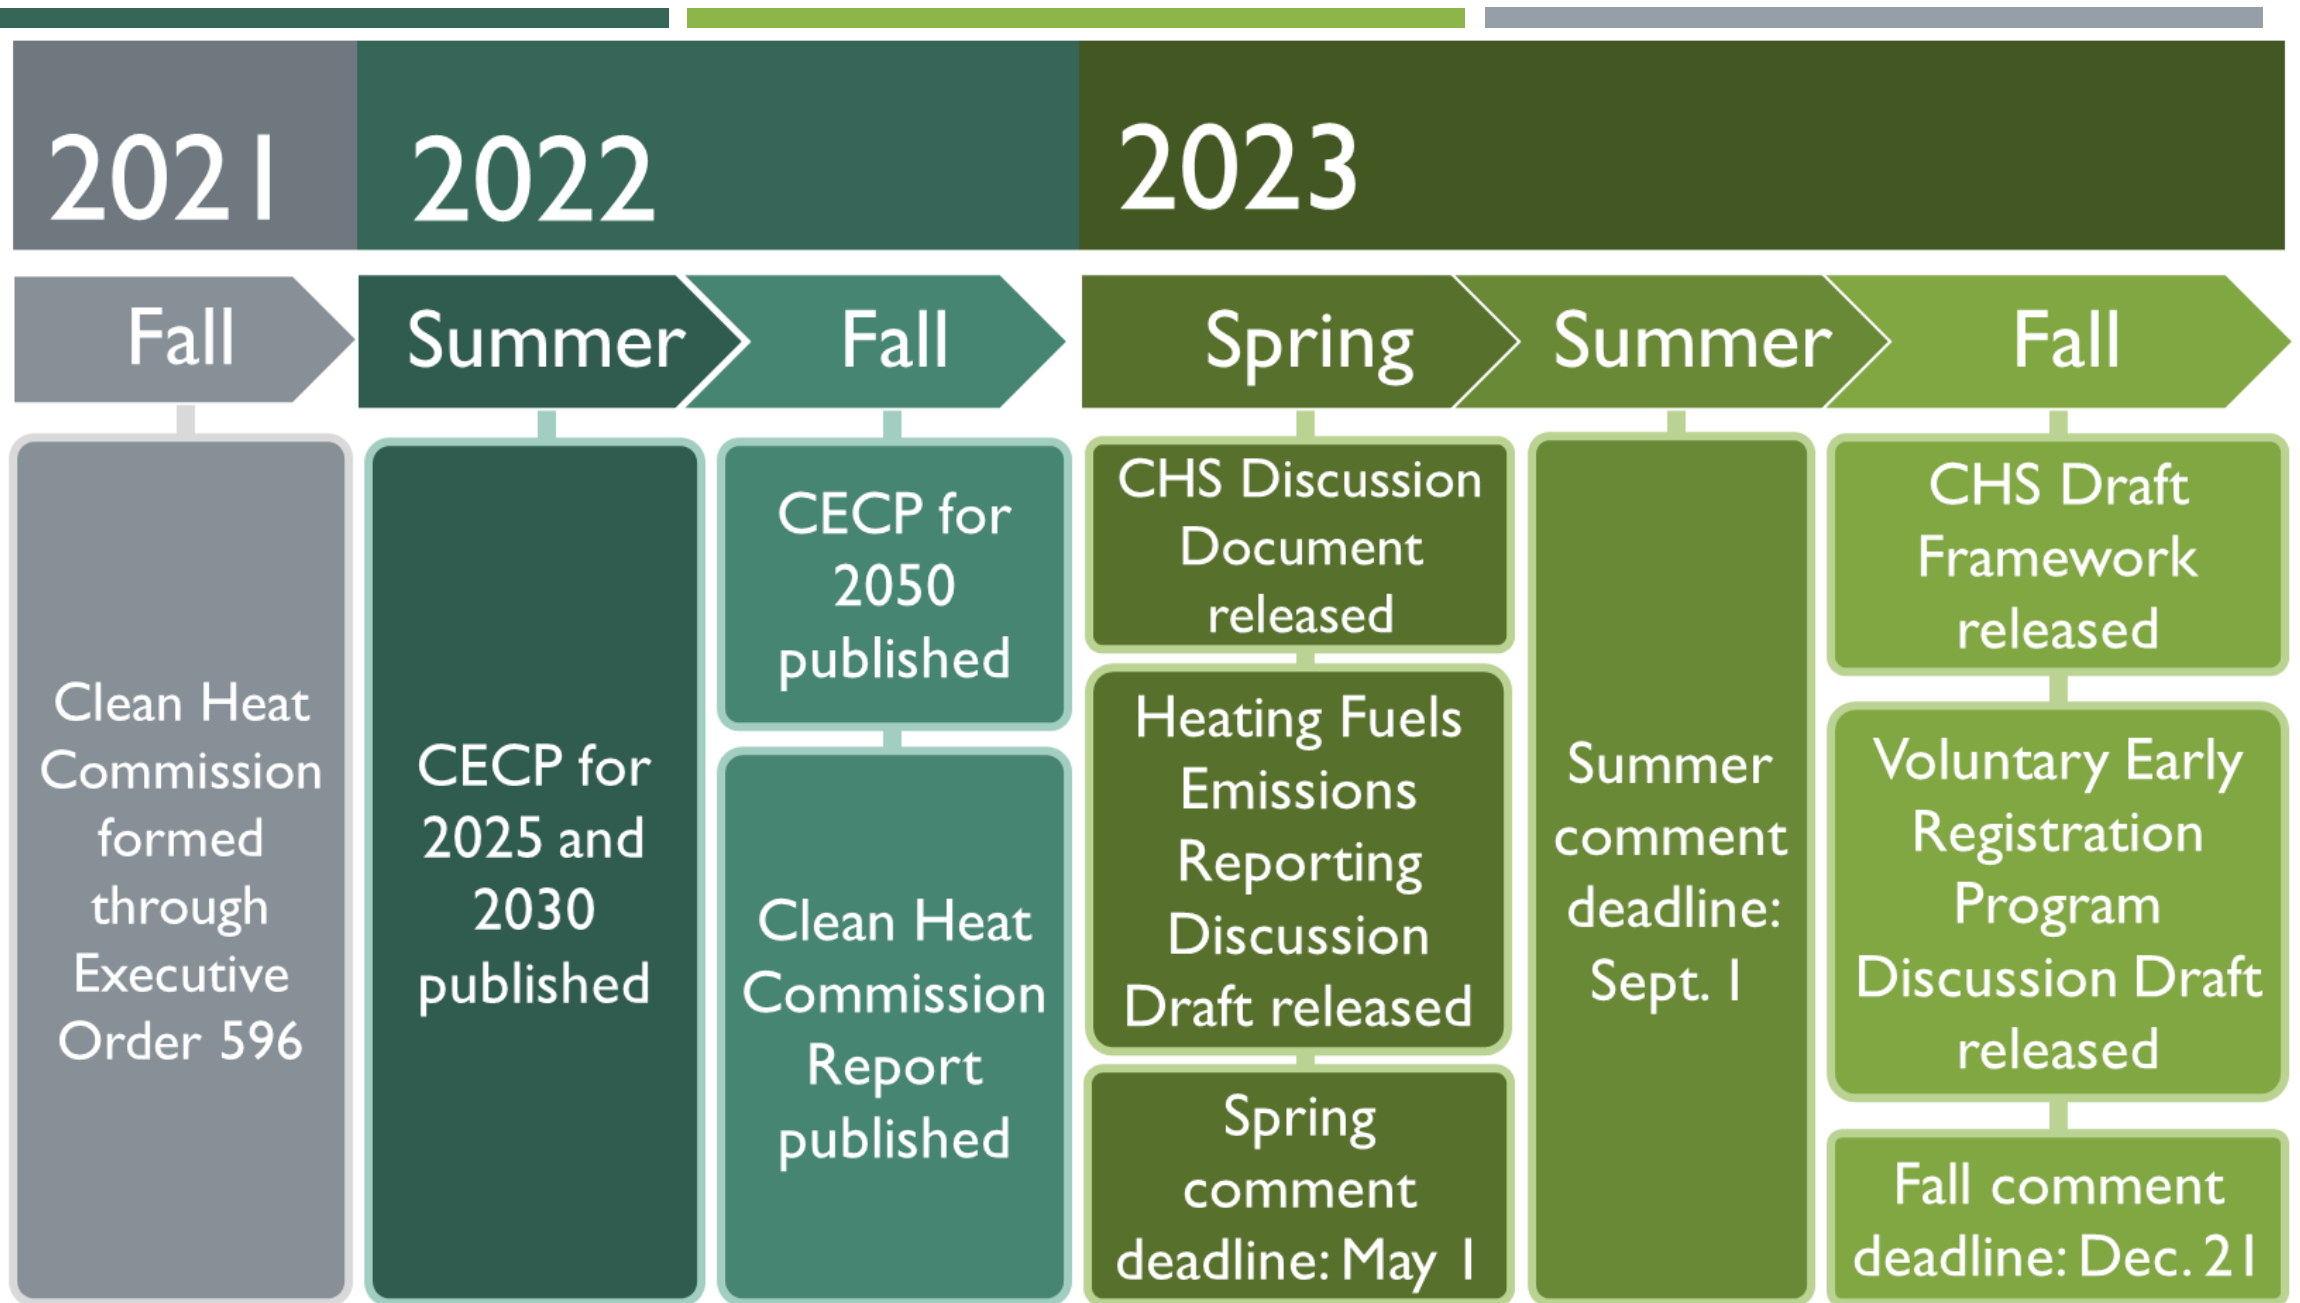 2021
2022
2023
Fall
Summer
Fall
Spring
Summer
Fall
Clean Heat
Commission
formed
through
Executive
Order 596
CECP for
2025 and
2030
published
CECP for
2050
published
Clean Heat
Commission
Report
published
CHS Discussion
Document
released
Heating Fuels
Emissions
Reporting
Discussion
Draft released
Spring
comment
deadline: May 1
Summer
comment
deadline:
Sept. 1
CHS Draft
Framework
released
Voluntary Early
Registration
Program
Discussion Draft
released
Fall comment
deadline: Dec. 21